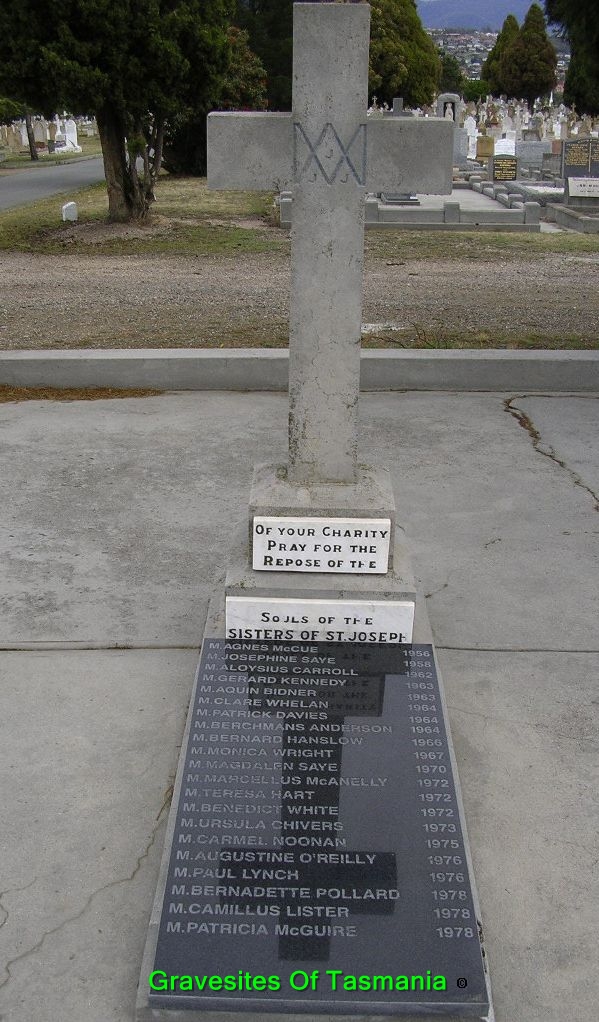 OF YOUR CHARITY
PRAY FOR THE
REPOSE OF THE
SOULS OF THE
SISTERS OF ST. JOSEPH
M. AGNES McCUE 1956
M. JOSEPHINE SAYE 1958
M. ALOYSIUS CARROLL 1962
M. GERARD KENNEDY 1963
M. AQUIN BIDNER 1963
M. CLARE WHELAN 1964
M. PATRICK DAVIES 1964
M. BERCHMANS ANDERSON 1964
M. BERNARD HANSLOW 1966
M. MONICA WRIGHT 1967
M. MAGDALEN SAYE 1970
M. MARCELLUS McANELLY 1972
M. TERESA HART 1972
M. BENEDICT WHITE 1972
M. URSULA CHIVERS 1973
M. CARMEL NOONAN 1975
M. AUGUSTINE O'REILLY 1976
M. PAUL LYNCH 1976
M. BERNADETTE POLLARD 1978
M. CAMILLUS LISTER 1978
M. PATRICIA McGUIRE 1978
Gravesites Of Tasmania ©